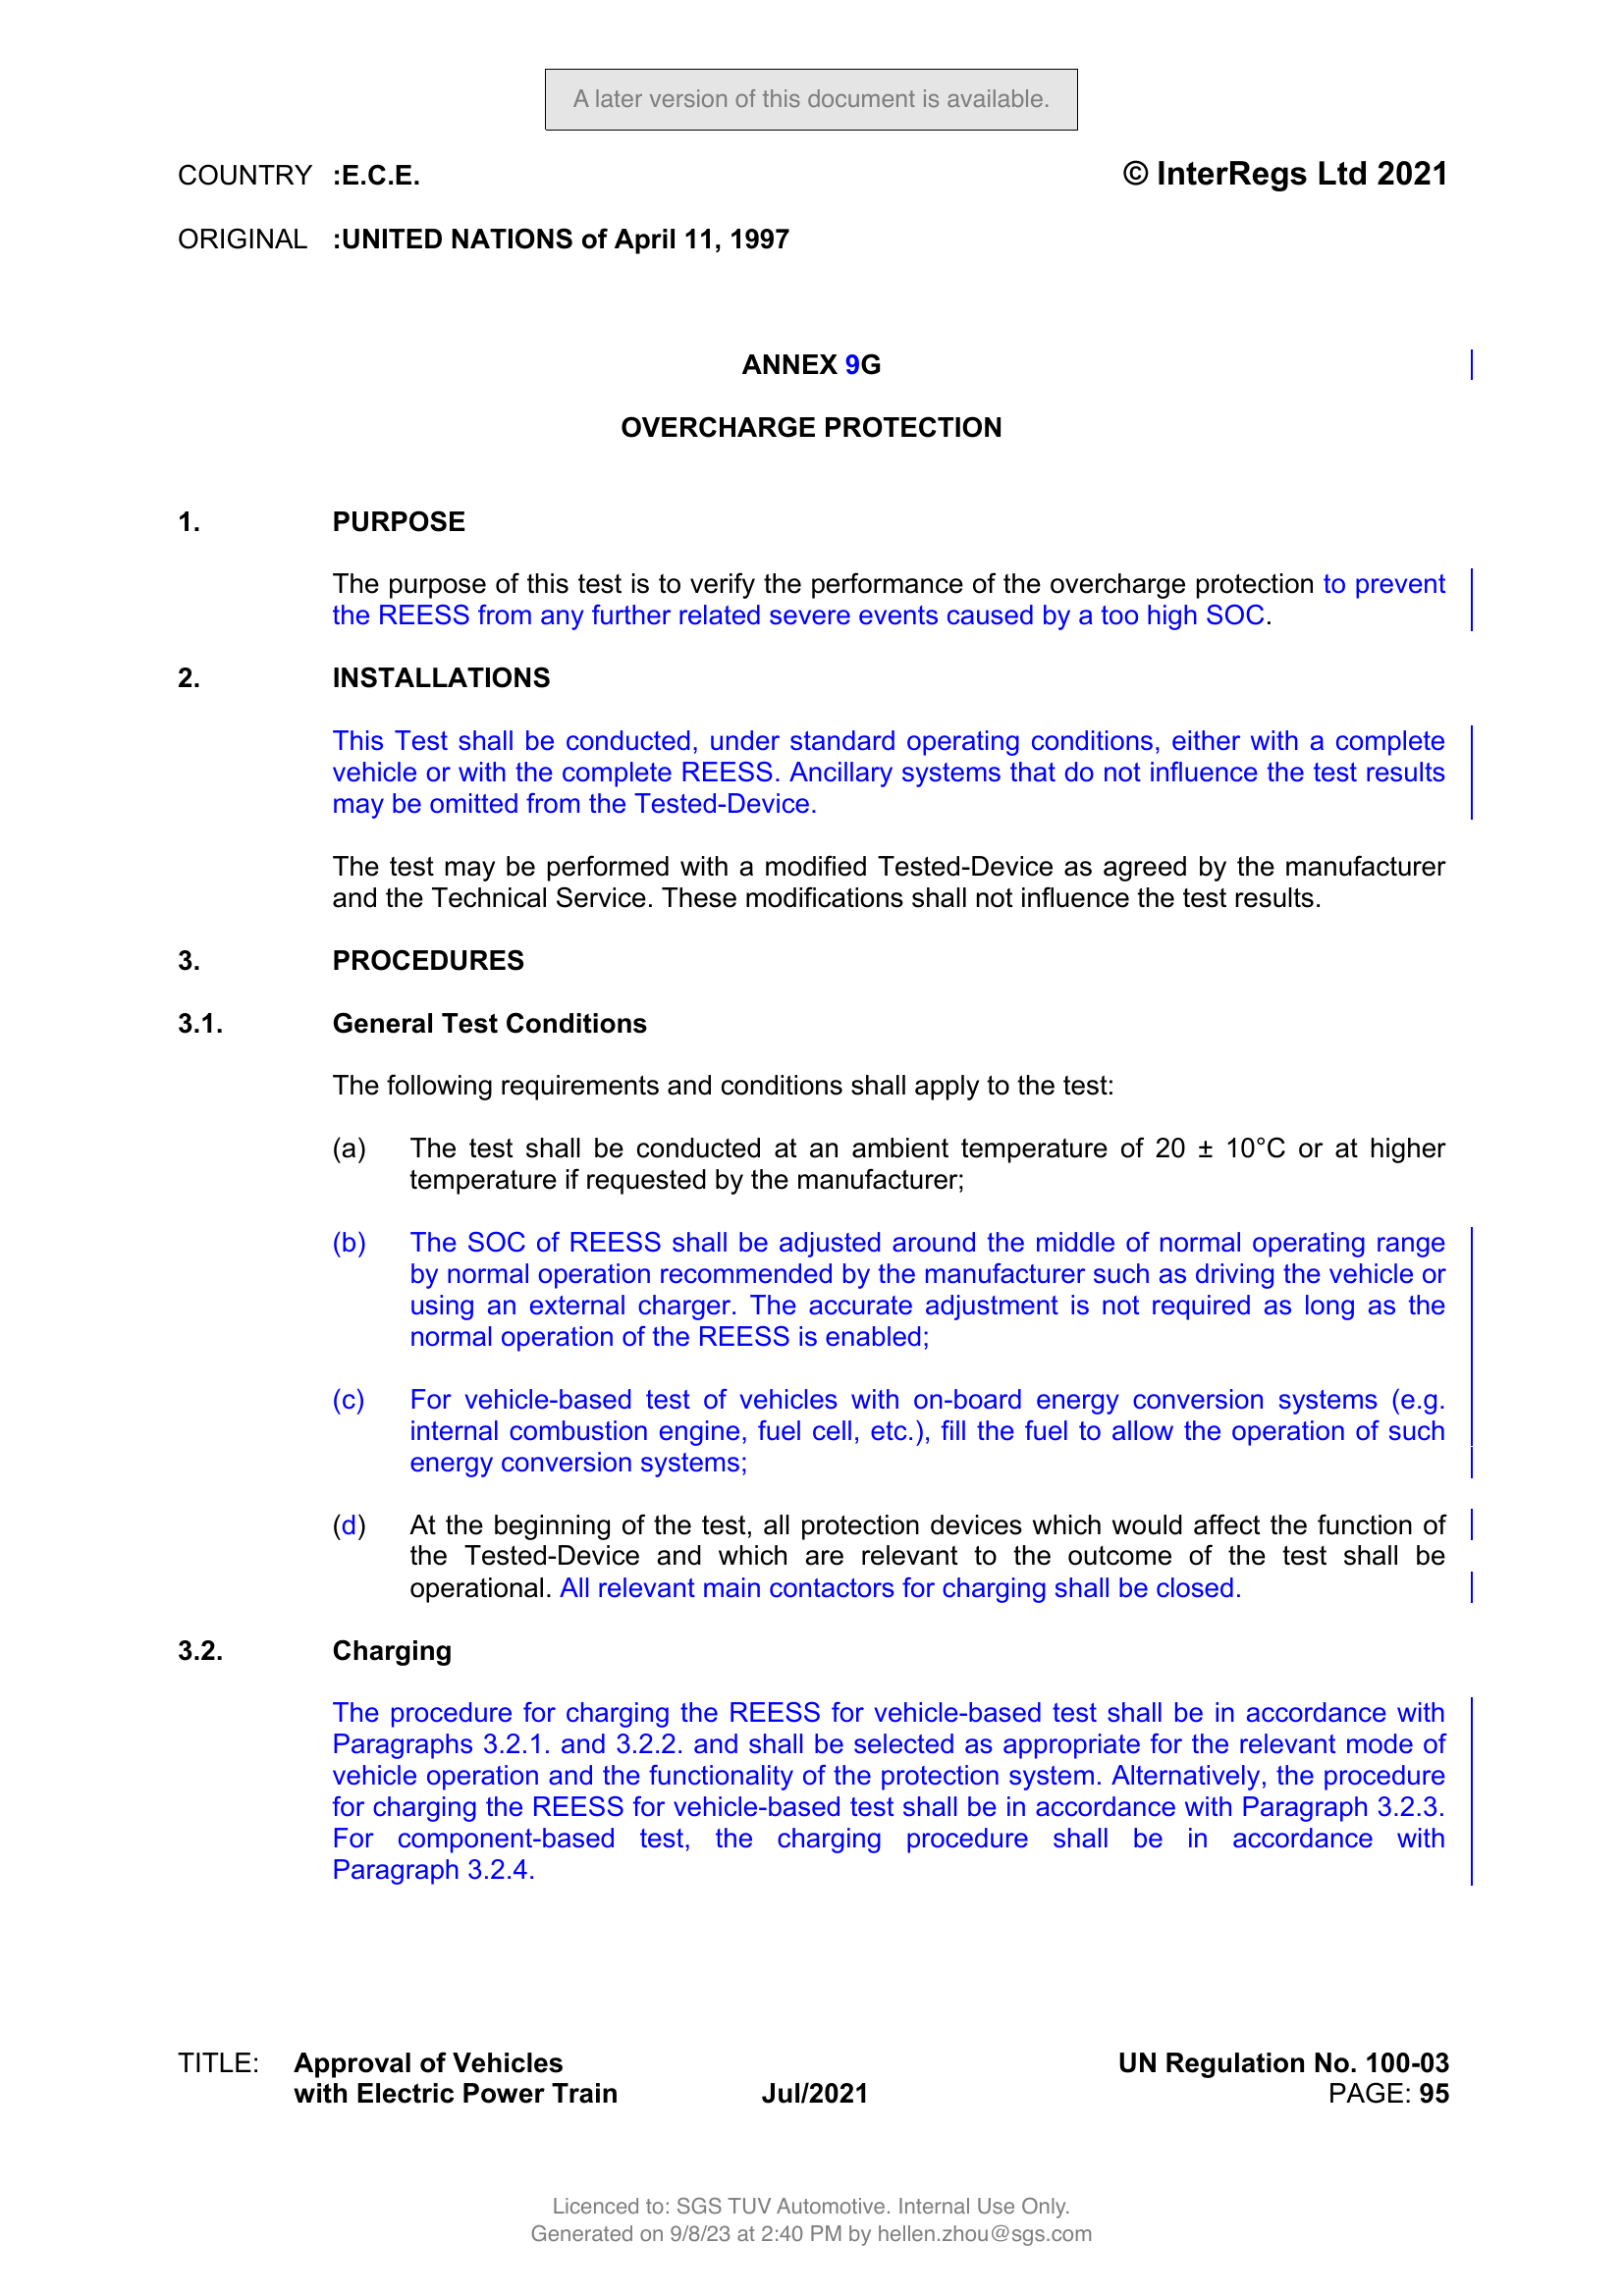 A later version of this document is available.
COUNTRY :E.C.E. © InterRegs Ltd 2021
ORIGINAL :UNITED NATIONS of April 11, 1997
ANNEX 9G
OVERCHARGE PROTECTION
1. PURPOSE
The purpose of this test is to verify the performance of the overcharge protection to prevent
the REESS from any further related severe events caused by a too high SOC.
2. INSTALLATIONS
This Test shall be conducted, under standard operating conditions, either with a complete
vehicle or with the complete REESS. Ancillary systems that do not influence the test results
may be omitted from the Tested-Device.
The test may be performed with a modified Tested-Device as agreed by the manufacturer
and the Technical Service. These modifications shall not influence the test results.
3. PROCEDURES
3.1. General Test Conditions
The following requirements and conditions shall apply to the test:
(a) The test shall be conducted at an ambient temperature of 20 ± 10°C or at higher
temperature if requested by the manufacturer;
(b) The SOC of REESS shall be adjusted around the middle of normal operating range
by normal operation recommended by the manufacturer such as driving the vehicle or
using an external charger. The accurate adjustment is not required as long as the
normal operation of the REESS is enabled;
(c) For vehicle-based test of vehicles with on-board energy conversion systems (e.g.
internal combustion engine, fuel cell, etc.), fill the fuel to allow the operation of such
energy conversion systems;
(d) At the beginning of the test, all protection devices which would affect the function of
the Tested-Device and which are relevant to the outcome of the test shall be
operational. All relevant main contactors for charging shall be closed.
3.2. Charging
The procedure for charging the REESS for vehicle-based test shall be in accordance with
Paragraphs 3.2.1. and 3.2.2. and shall be selected as appropriate for the relevant mode of
vehicle operation and the functionality of the protection system. Alternatively, the procedure
for charging the REESS for vehicle-based test shall be in accordance with Paragraph 3.2.3.
For component-based test, the charging procedure shall be in accordance with
Paragraph 3.2.4.
TITLE: Approval of Vehicles UN Regulation No. 100-03
with Electric Power Train Jul/2021 PAGE: 95
Licenced to: SGS TUV Automotive. Internal Use Only.
Generated on 9/8/23 at 2:40 PM by hellen.zhou@sgs.com